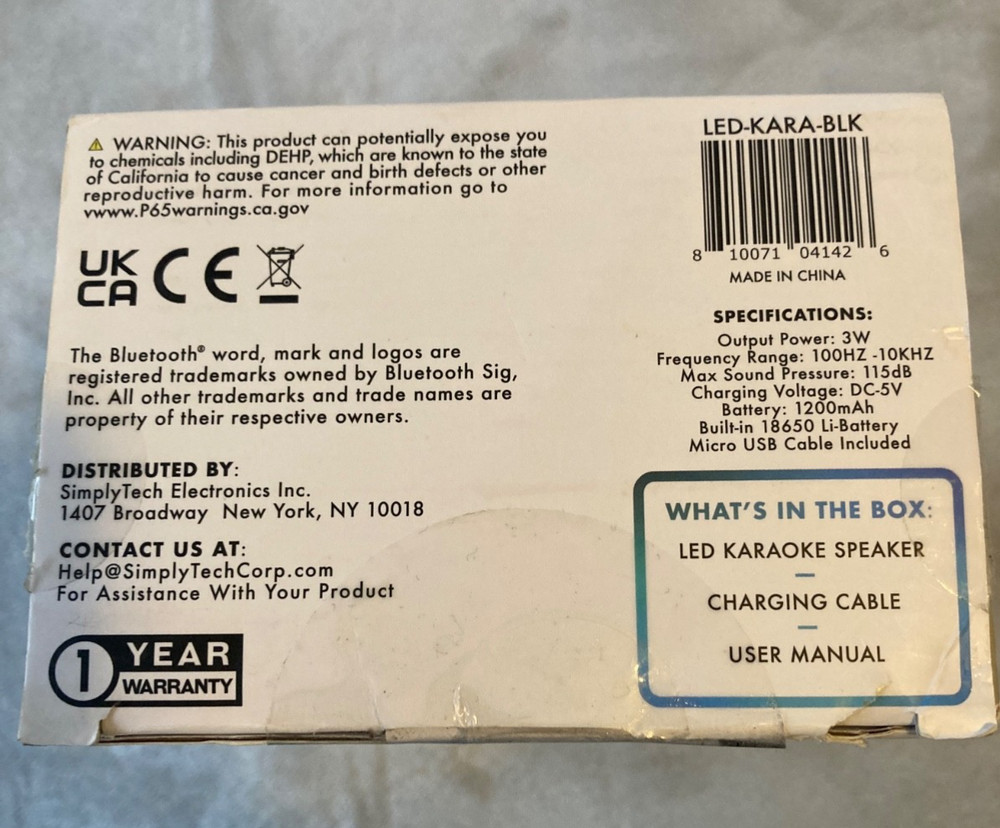 ⚠ WARNING: This product can potentially expose you
to chemicals including DEHP, which are known to the state
of California to cause cancer and birth defects or other
reproductive harm. For more information go to
vwww.P65warnings.ca.gov
UK
CA CE
The Bluetooth® word, mark and logos are
registered trademarks owned by Bluetooth Sig,
Inc. All other trademarks and trade names are
property of their respective owners.
DISTRIBUTED BY:
SimplyTech Electronics Inc.
1407 Broadway New York, NY 10018
CONTACT US AT:
Help@SimplyTechCorp.com
For Assistance With Your Product
1 YEAR
WARRANTY
LED-KARA-BLK
8 10071 04142 6
MADE IN CHINA
SPECIFICATIONS:
Output Power: 3W
Frequency Range: 100HZ -10KHZ
Max Sound Pressure: 115dB
Charging Voltage: DC-5V
Battery: 1200mAh
Built-in 18650 Li-Battery
Micro USB Cable Included
WHAT'S IN THE BOX:
LED KARAOKE SPEAKER
CHARGING CABLE
USER MANUAL